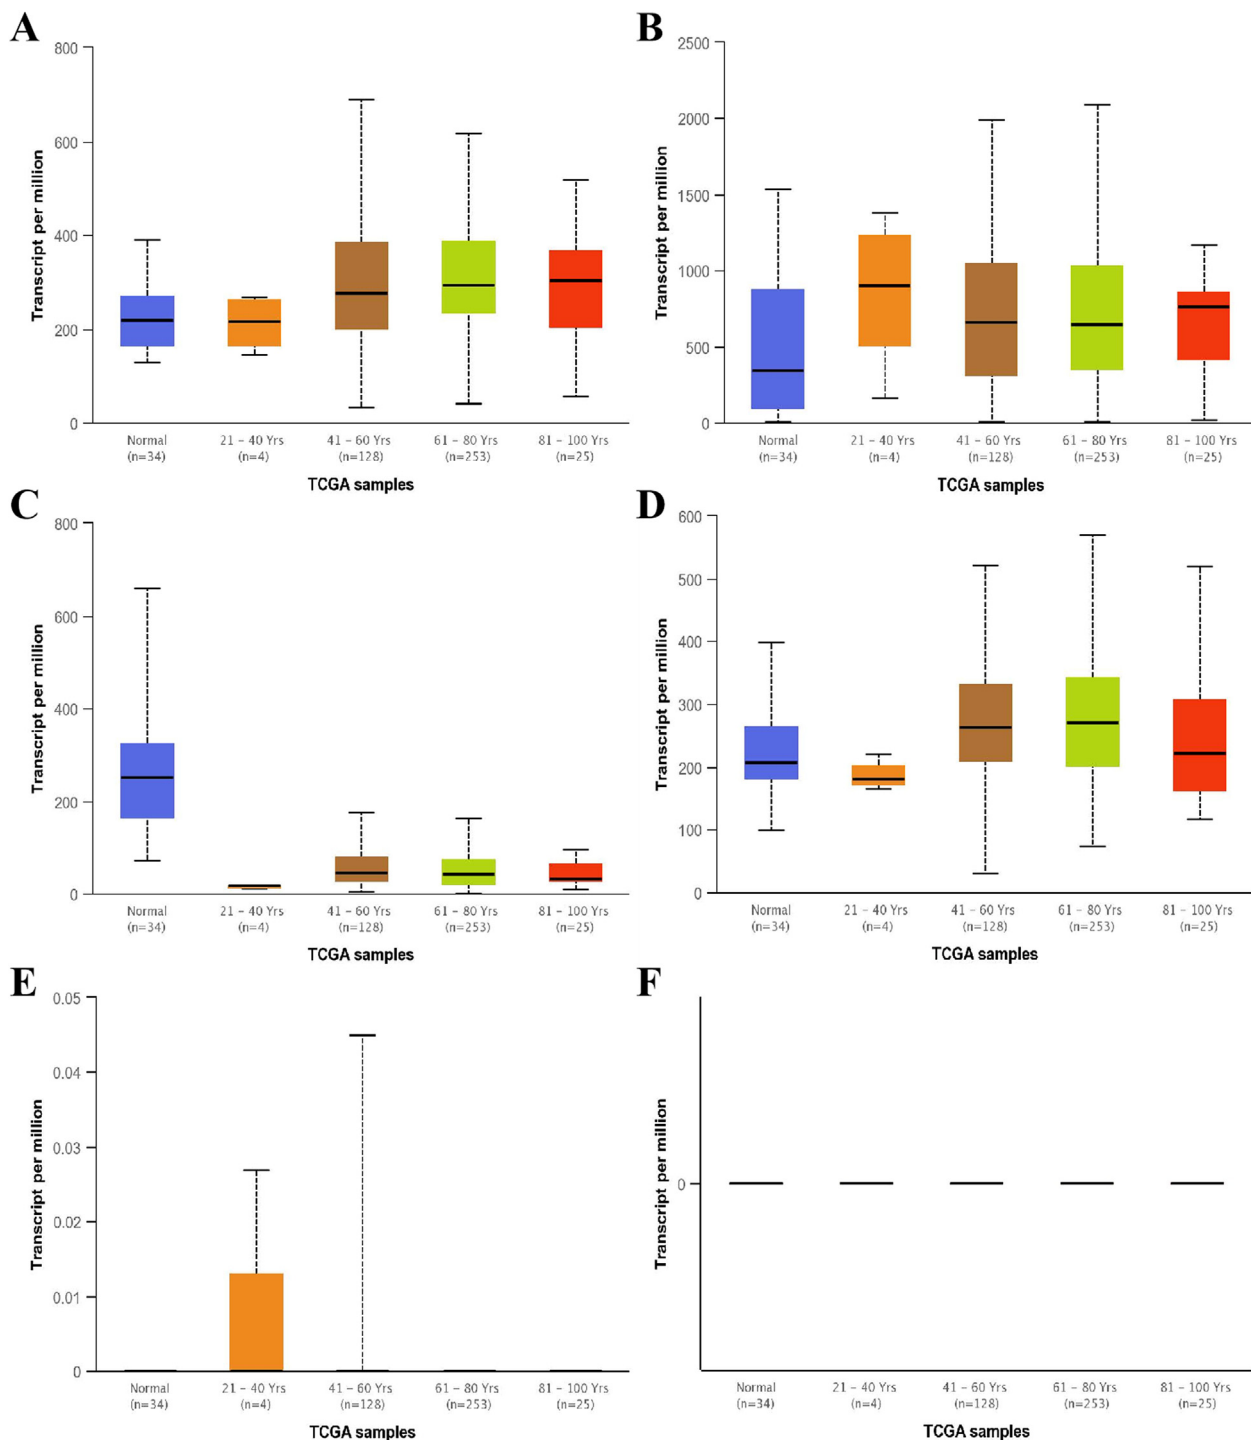 A
Transcript per million
800
600
400
200
0
Normal 21 – 40 Yrs 41 – 60 Yrs 61 – 80 Yrs 81 – 100 Yrs
(n=34) (n=4) (n=128) (n=253) (n=25)
TCGA samples
B
Transcript per million
2500
2000
1500
1000
500
0
Normal 21 – 40 Yrs 41 – 60 Yrs 61 – 80 Yrs 81 – 100 Yrs
(n=34) (n=4) (n=128) (n=253) (n=25)
TCGA samples
C
Transcript per million
800
600
400
200
0
Normal 21 – 40 Yrs 41 – 60 Yrs 61 – 80 Yrs 81 – 100 Yrs
(n=34) (n=4) (n=128) (n=253) (n=25)
TCGA samples
D
Transcript per million
600
500
400
300
200
100
0
Normal 21 – 40 Yrs 41 – 60 Yrs 61 – 80 Yrs 81 – 100 Yrs
(n=34) (n=4) (n=128) (n=253) (n=25)
TCGA samples
E
Transcript per million
0.05
0.04
0.03
0.02
0.01
0
Normal 21 – 40 Yrs 41 – 60 Yrs 61 – 80 Yrs 81 – 100 Yrs
(n=34) (n=4) (n=128) (n=253) (n=25)
TCGA samples
F
Transcript per million
0
Normal 21 – 40 Yrs 41 – 60 Yrs 61 – 80 Yrs 81 – 100 Yrs
(n=34) (n=4) (n=128) (n=253) (n=25)
TCGA samples